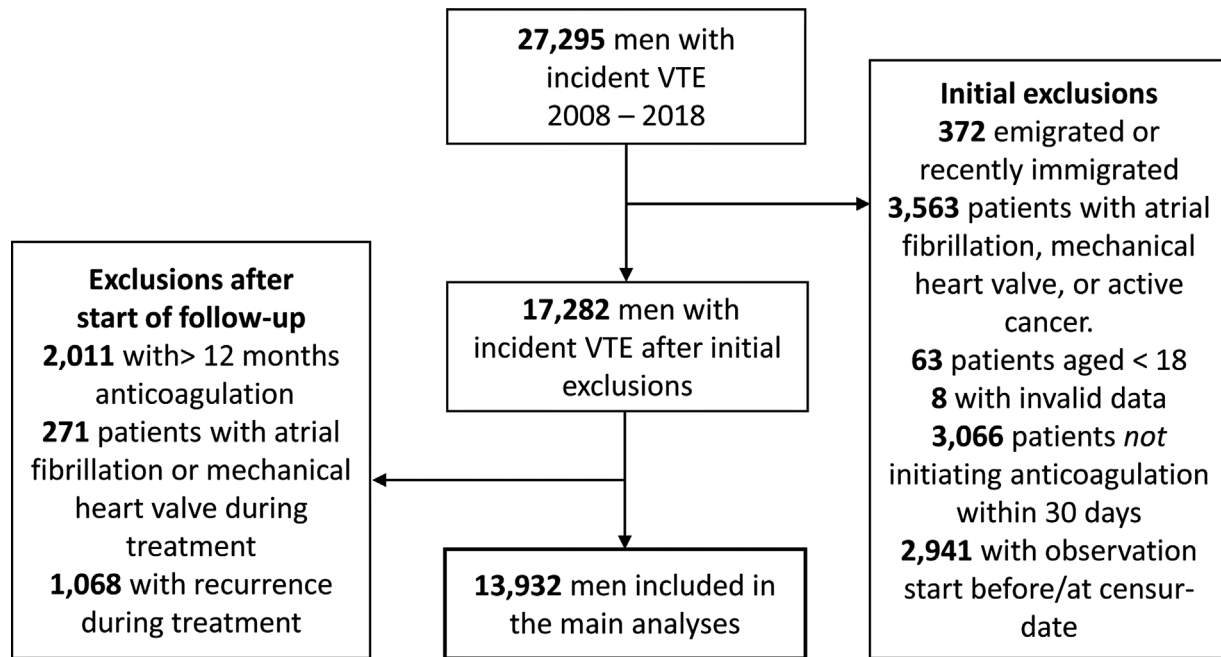 27,295 men with
incident VTE
2008 – 2018
Initial exclusions
372 emigrated or
recently immigrated
3,563 patients with atrial
fibrillation, mechanical
heart valve, or active
cancer.
63 patients aged < 18
8 with invalid data
3,066 patients not
initiating anticoagulation
within 30 days
2,941 with observation
start before/at censur-
date
17,282 men with
incident VTE after initial
exclusions
Exclusions after
start of follow-up
2,011 with> 12 months
anticoagulation
271 patients with atrial
fibrillation or mechanical
heart valve during
treatment
1,068 with recurrence
during treatment
13,932 men included in
the main analyses